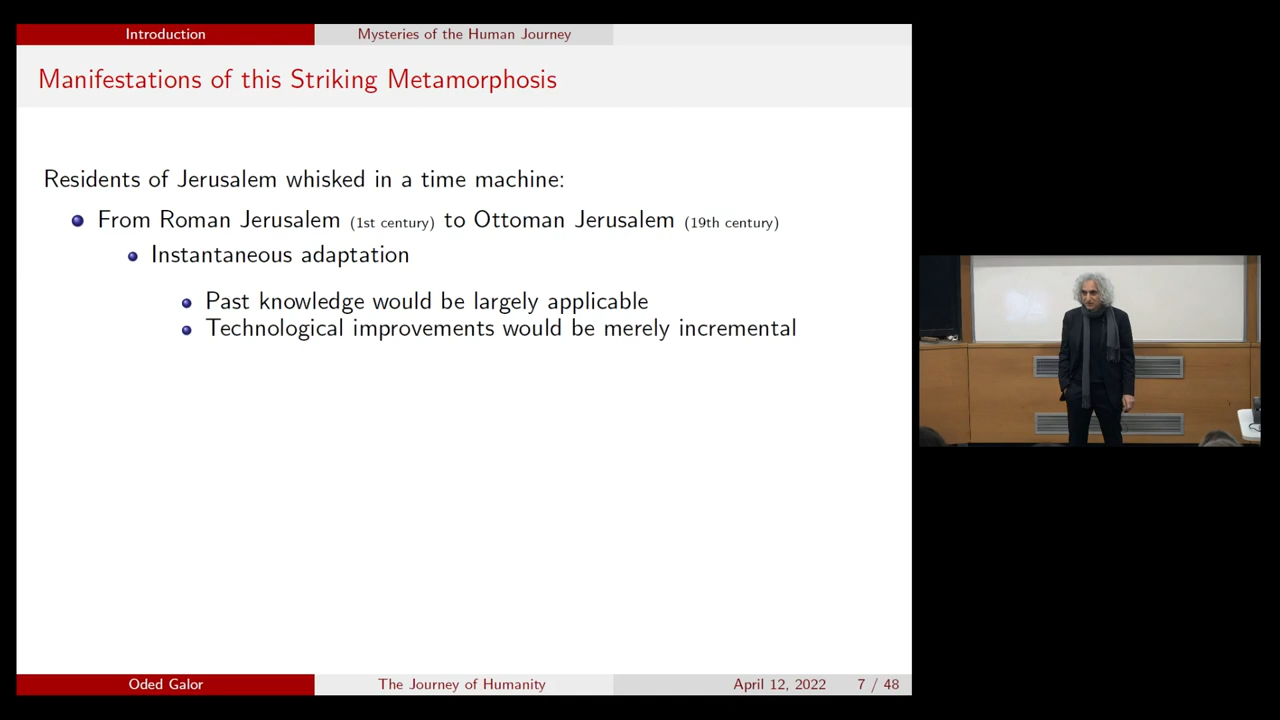 Introduction
Mysteries of the Human Journey
Manifestations of this Striking Metamorphosis
Residents of Jerusalem whisked in a time machine:
From Roman Jerusalem (1st century) to Ottoman Jerusalem (19th century)
Instantaneous adaptation
Past knowledge would be largely applicable
Technological improvements would be merely incremental
Oded Galor
The Journey of Humanity
April 12, 2022
7 / 48